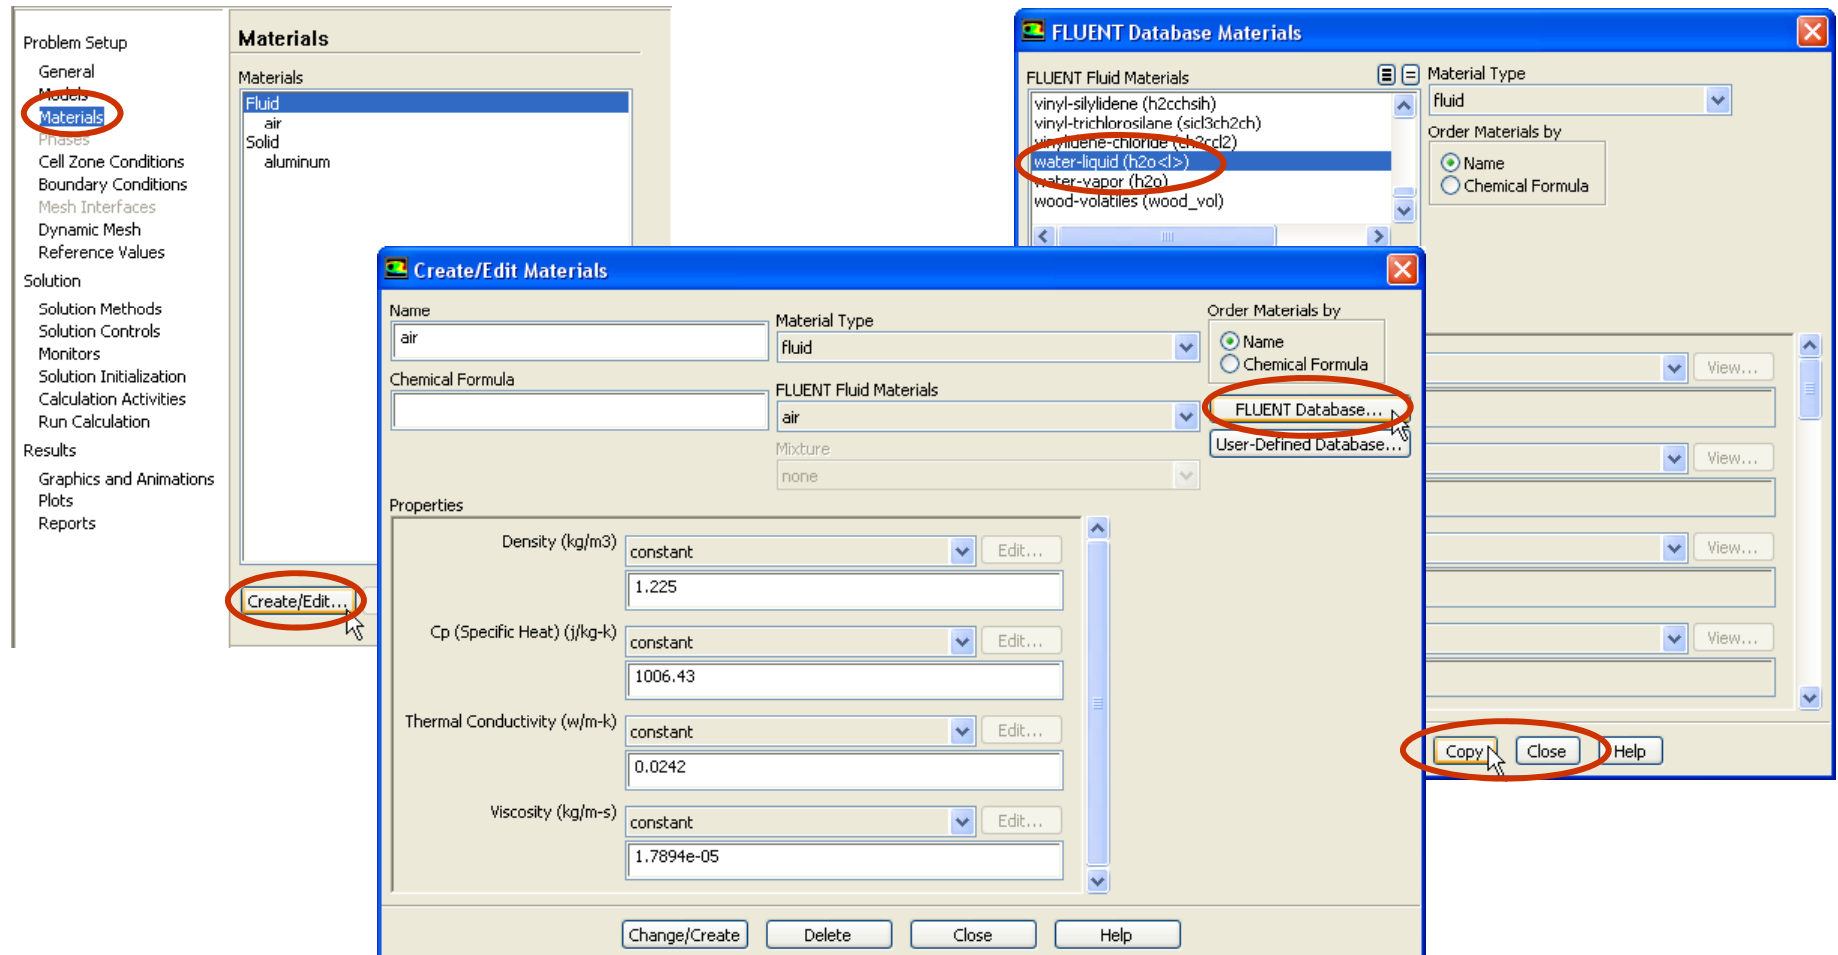 Problem Setup
General
Models
Materials
Phases
Cell Zone Conditions
Boundary Conditions
Mesh Interfaces
Dynamic Mesh
Reference Values
Solution
Solution Methods
Solution Controls
Monitors
Solution Initialization
Calculation Activities
Run Calculation
Results
Graphics and Animations
Plots
Reports
Materials
Materials
Fluid
air
Solid
aluminum
Create/Edit...
FLUENT Database Materials
FLUENT Fluid Materials
vinyl-silylidene (h2cchsih)
vinyl-trichlorosilane (sicl3ch2ch)
vinylidene-chloride (ch2ccl2)
water-liquid (h2o<l>)
water-vapor (h2o)
wood-volatiles (wood_vol)
Material Type
fluid
Order Materials by
Name
Chemical Formula
View...
View...
View...
View...
Copy
Close
Help
Create/Edit Materials
Name
air
Chemical Formula
Material Type
fluid
FLUENT Fluid Materials
air
Mixture
none
Order Materials by
Name
Chemical Formula
FLUENT Database...
User-Defined Database...
Properties
Density (kg/m3)
constant
Edit...
1.225
Cp (Specific Heat) (j/kg-k)
constant
Edit...
1006.43
Thermal Conductivity (w/m-k)
constant
Edit...
0.0242
Viscosity (kg/m-s)
constant
Edit...
1.7894e-05
Change/Create
Delete
Close
Help